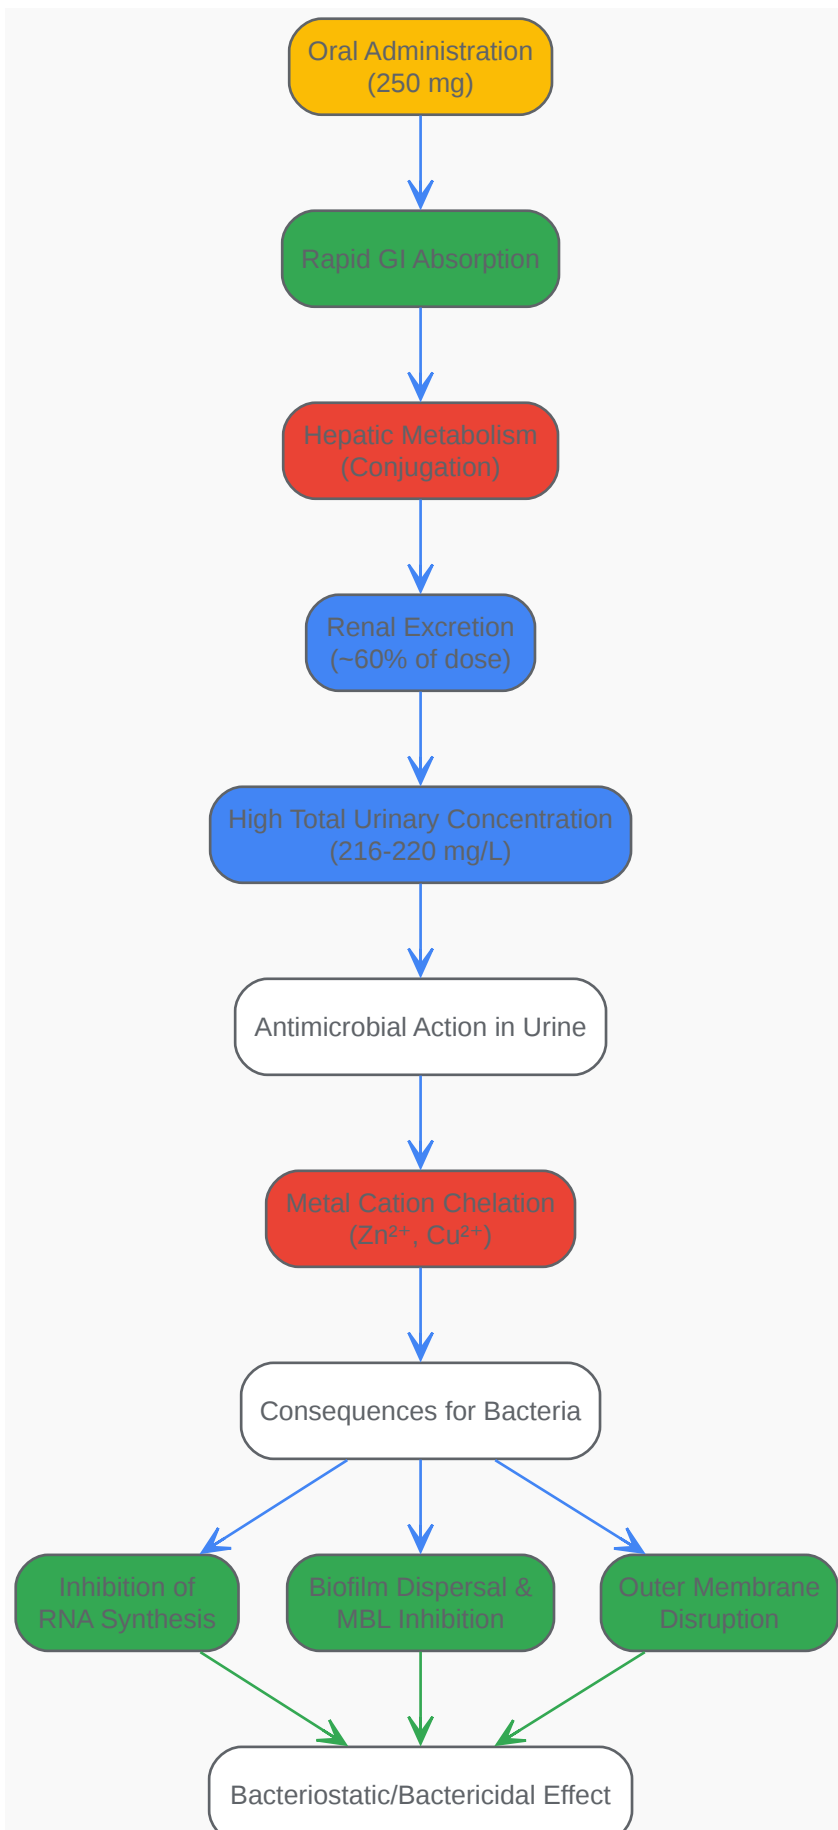 Oral Administration
(250 mg)
Rapid GI Absorption
Hepatic Metabolism
(Conjugation)
Renal Excretion
(~60% of dose)
High Total Urinary Concentration
(216-220 mg/L)
Antimicrobial Action in Urine
Metal Cation Chelation
(Zn²⁺, Cu²⁺)
Consequences for Bacteria
Inhibition of
RNA Synthesis
Biofilm Dispersal &
MBL Inhibition
Outer Membrane
Disruption
Bacteriostatic/Bactericidal Effect